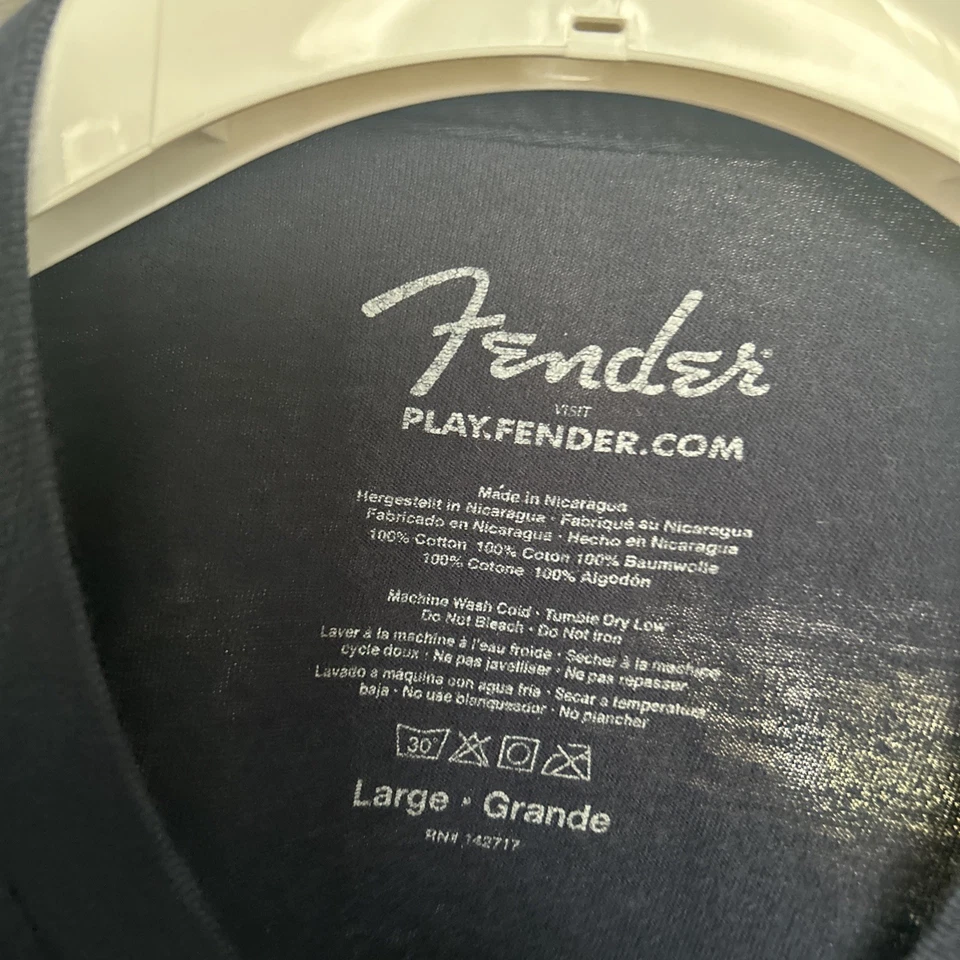 Fender
VISIT
PLAY.FENDER.COM
Made in Nicaragua
Hergestellt in Nicaragua · Fabriqué au Nicaragua
Fabricado en Nicaragua · Hecho en Nicaragua
100% Cotton 100% Coton 100% Baumwolle
100% Cotone 100% Algodón
Machine Wash Cold · Tumble Dry Low
Do Not Bleach · Do Not Iron
Laver à la machine à l'eau froide · Sécher à la machine
cycle doux · Ne pas javelliser · Ne pas repasser
Lavado a máquina con agua fría · Secar a temperatura
baja · No use blanqueador · No planchar
30°
Large · Grande
RN# 142717